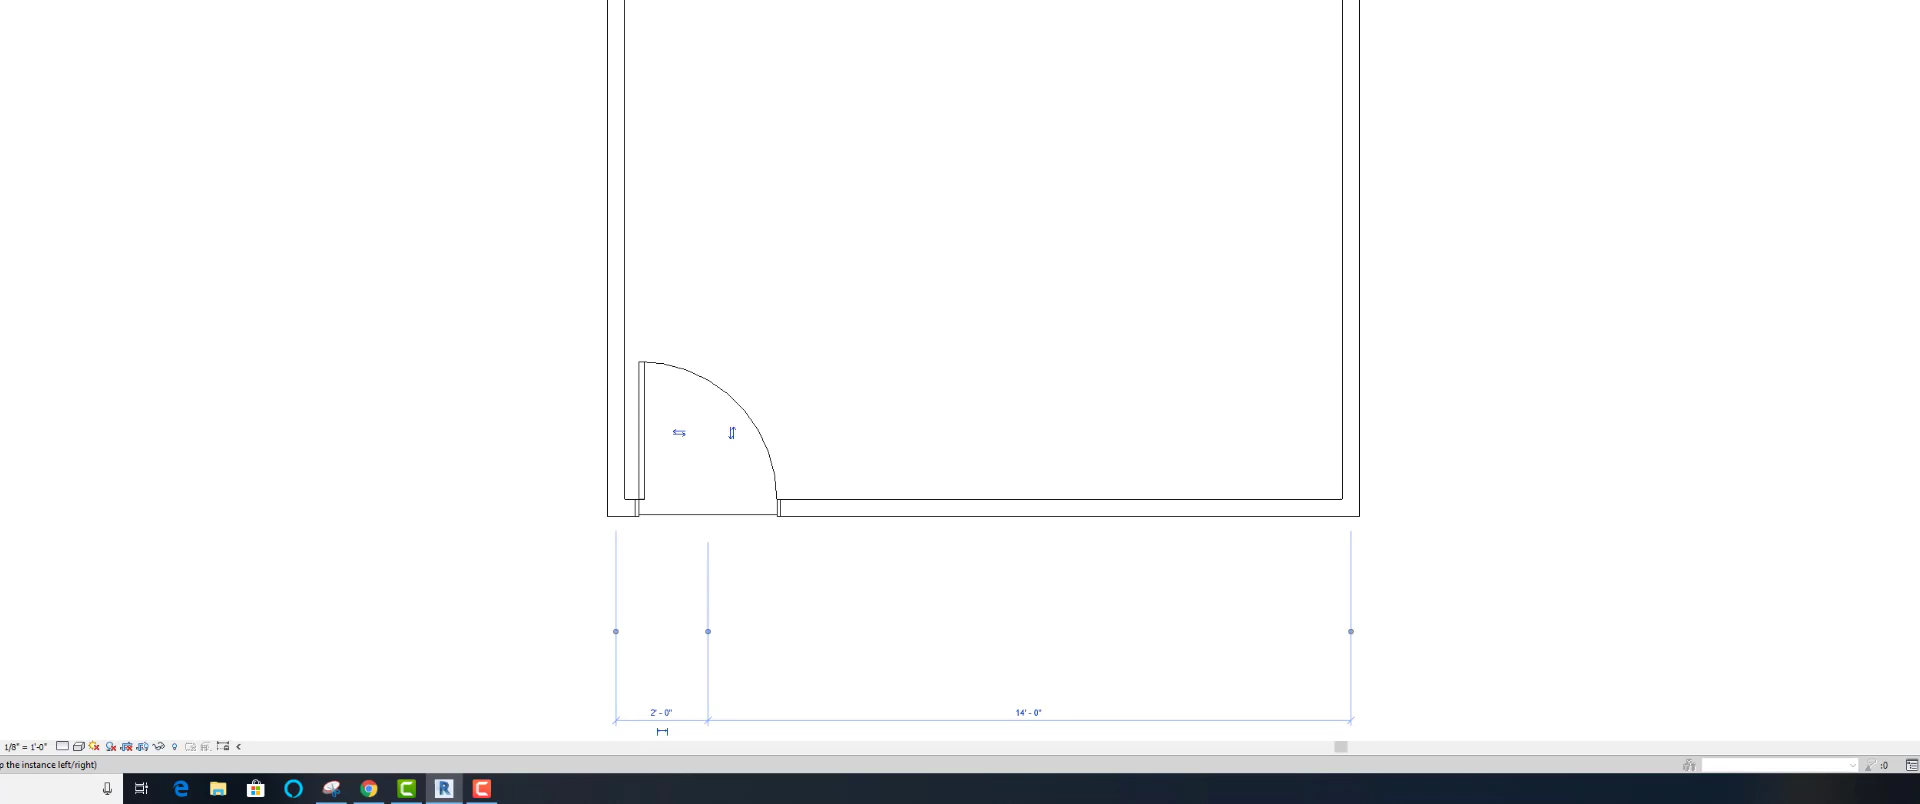 2' - 0"
14' - 0"
1/8" = 1'-0"
p the instance left/right)
:0